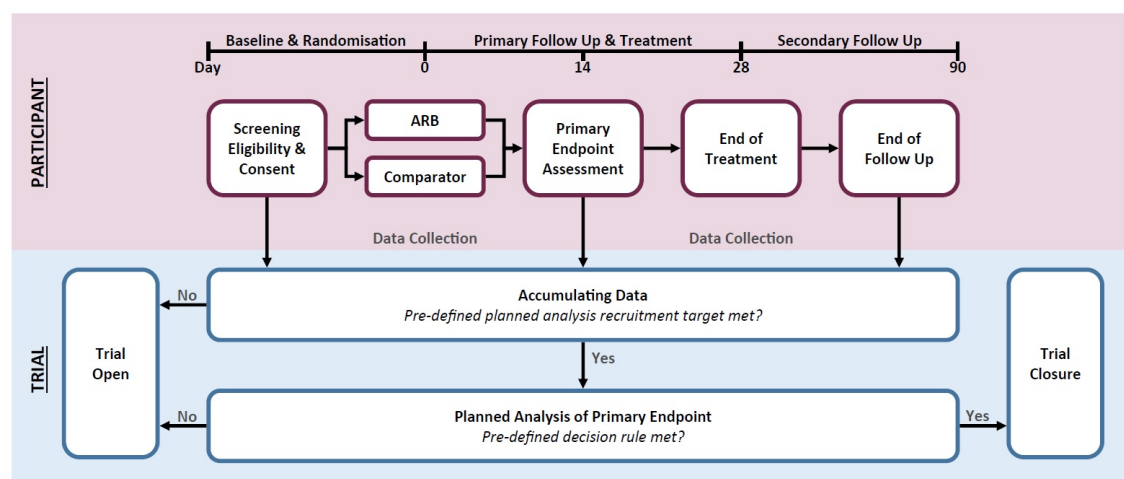 Baseline & Randomisation Primary Follow Up & Treatment Secondary Follow Up
Day 0 14 28 90
PARTICIPANT
Screening
Eligibility &
Consent
ARB
Comparator
Primary
Endpoint
Assessment
End of
Treatment
End of
Follow Up
Data Collection Data Collection
TRIAL
Trial
Open
No
Accumulating Data
Pre-defined planned analysis recruitment target met?
Yes
No
Planned Analysis of Primary Endpoint
Pre-defined decision rule met?
Yes
Trial
Closure